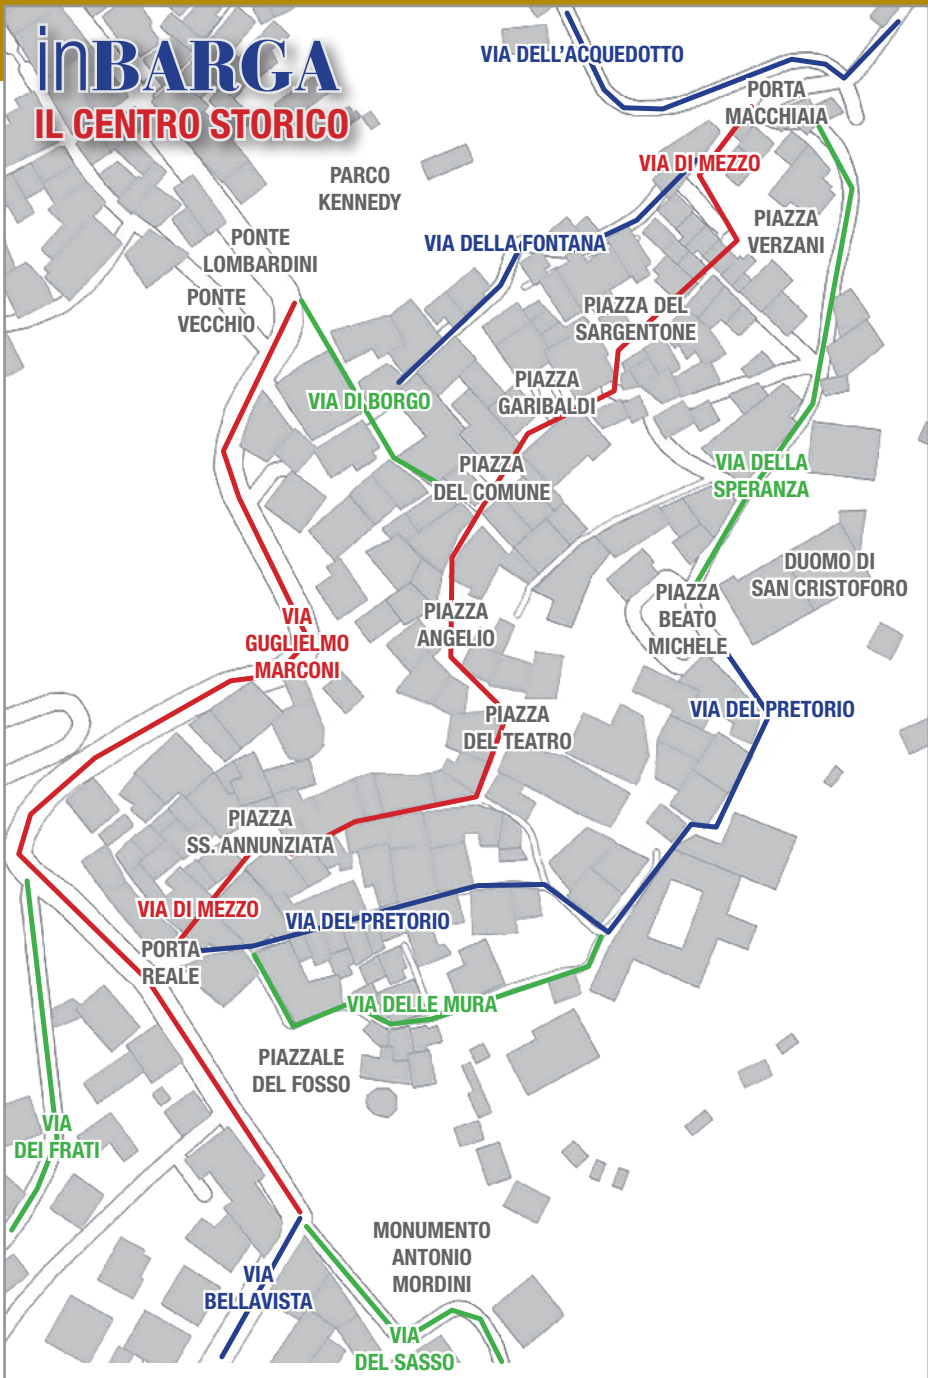 inBARGA
IL CENTRO STORICO
VIA DELL'ACQUEDOTTO
PORTA
MACCHIAIA
VIA DI MEZZO
PARCO
KENNEDY
PIAZZA
VERZANI
PONTE
LOMBARDINI
VIA DELLA FONTANA
PONTE
VECCHIO
PIAZZA DEL
SARGENTONE
PIAZZA
GARIBALDI
VIA DI BORGO
PIAZZA
DEL COMUNE
VIA DELLA
SPERANZA
DUOMO DI
SAN CRISTOFORO
PIAZZA
BEATO
MICHELE
PIAZZA
ANGELIO
VIA
GUGLIELMO
MARCONI
VIA DEL PRETORIO
PIAZZA
DEL TEATRO
PIAZZA
SS. ANNUNZIATA
VIA DI MEZZO
VIA DEL PRETORIO
PORTA
REALE
VIA DELLE MURA
PIAZZALE
DEL FOSSO
VIA
DEI FRATI
MONUMENTO
ANTONIO
MORDINI
VIA
BELLAVISTA
VIA
DEL SASSO